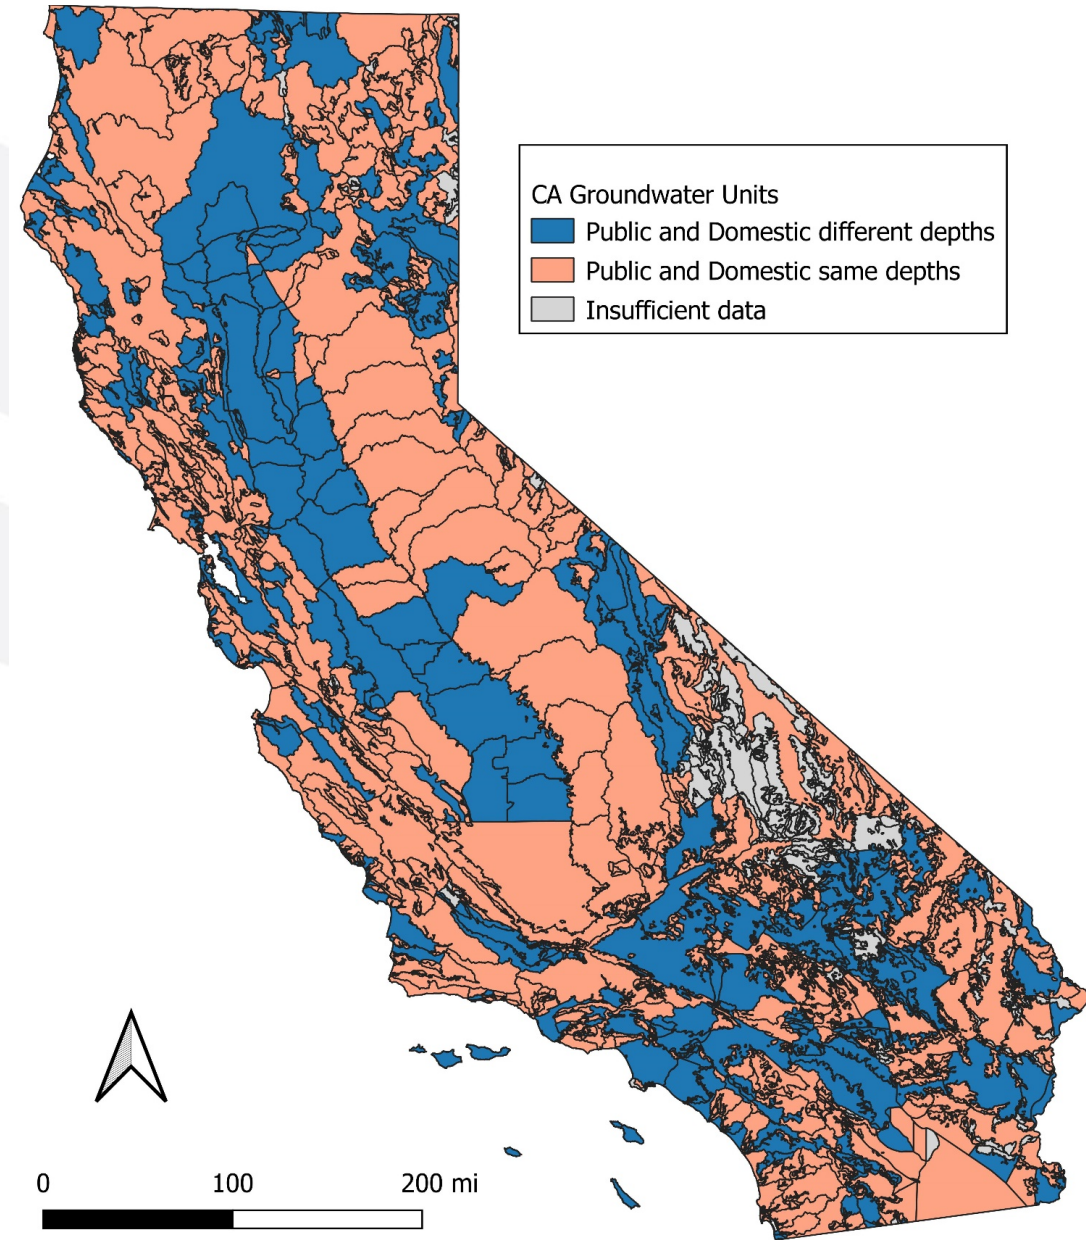 CA Groundwater Units
Public and Domestic different depths
Public and Domestic same depths
Insufficient data
0 100 200 mi